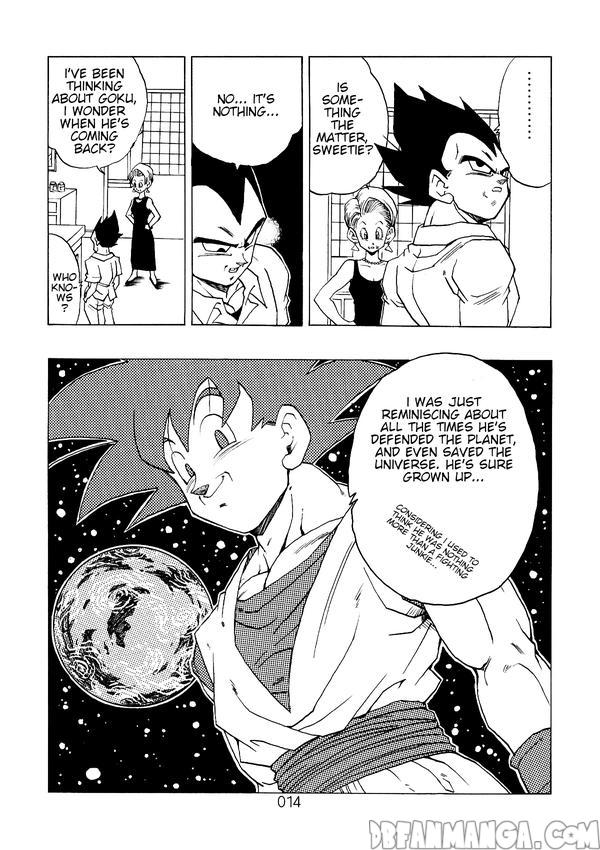 ..........
IS
SOME-
THING
THE
MATTER,
SWEETIE?
NO... IT'S
NOTHING...
I'VE BEEN
THINKING
ABOUT GOKU,
I WONDER
WHEN HE'S
COMING
BACK?
WHO
KNO-
WS?
I WAS JUST
REMINISCING ABOUT
ALL THE TIMES HE'S
DEFENDED THE PLANET,
AND EVEN SAVED THE
UNIVERSE. HE'S SURE
GROWN UP...
CONSIDERING I USED TO
THINK HE WAS NOTHING
MORE THAN A FIGHTING
JUNKIE...
014
DBFANMANGA.COM